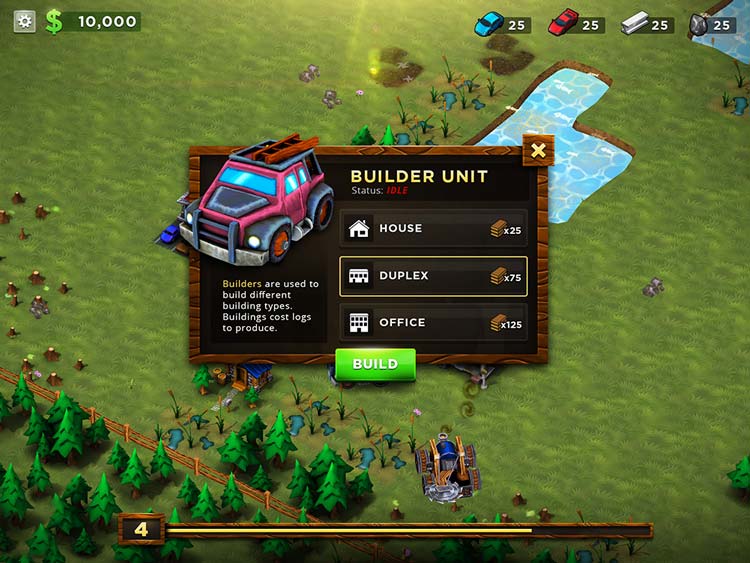 $ 10,000
25
25
25
25
BUILDER UNIT
Status: IDLE
HOUSE x25
DUPLEX x75
OFFICE x125
Builders are used to
build different
building types.
Buildings cost logs
to produce.
BUILD
4